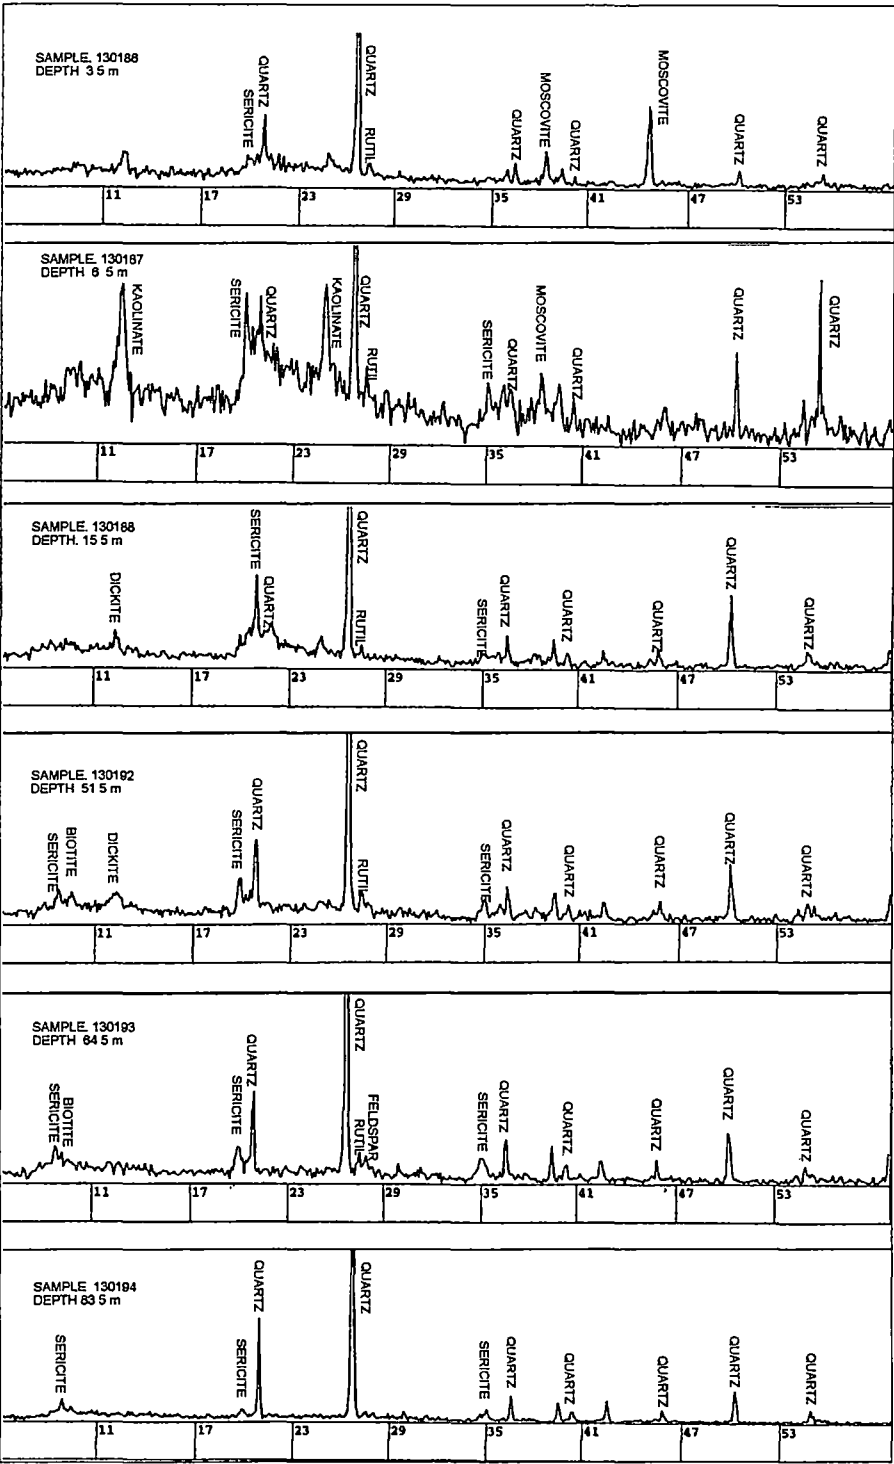 SAMPLE. 130186
DEPTH 3 5 m
SERICITE
QUARTZ
QUARTZ
RUTIL
QUARTZ
MOSCOVITE
QUARTZ
MOSCOVITE
QUARTZ
QUARTZ
11 17 23 29 35 41 47 53
SAMPLE. 130187
DEPTH 6 5 m
KAOLINATE
SERICITE
QUARTZ
KAOLINATE
QUARTZ
RUTIL
SERICITE
QUARTZ
MOSCOVITE
QUARTZ
QUARTZ
QUARTZ
11 17 23 29 35 41 47 53
SAMPLE. 130188
DEPTH. 15 5 m
DICKITE
SERICITE
QUARTZ
QUARTZ
RUTIL
SERICITE
QUARTZ
QUARTZ
QUARTZ
QUARTZ
QUARTZ
11 17 23 29 35 41 47 53
SAMPLE. 130192
DEPTH 51 5 m
SERICITE
BIOTITE
DICKITE
SERICITE
QUARTZ
QUARTZ
RUTIL
SERICITE
QUARTZ
QUARTZ
QUARTZ
QUARTZ
QUARTZ
11 17 23 29 35 41 47 53
SAMPLE. 130193
DEPTH 64 5 m
SERICITE
BIOTITE
SERICITE
QUARTZ
QUARTZ
RUTIL
FELDSPAR
SERICITE
QUARTZ
QUARTZ
QUARTZ
QUARTZ
QUARTZ
11 17 23 29 35 41 47 53
SAMPLE 130194
DEPTH 83 5 m
SERICITE
SERICITE
QUARTZ
QUARTZ
SERICITE
QUARTZ
QUARTZ
QUARTZ
QUARTZ
QUARTZ
11 17 23 29 35 41 47 53